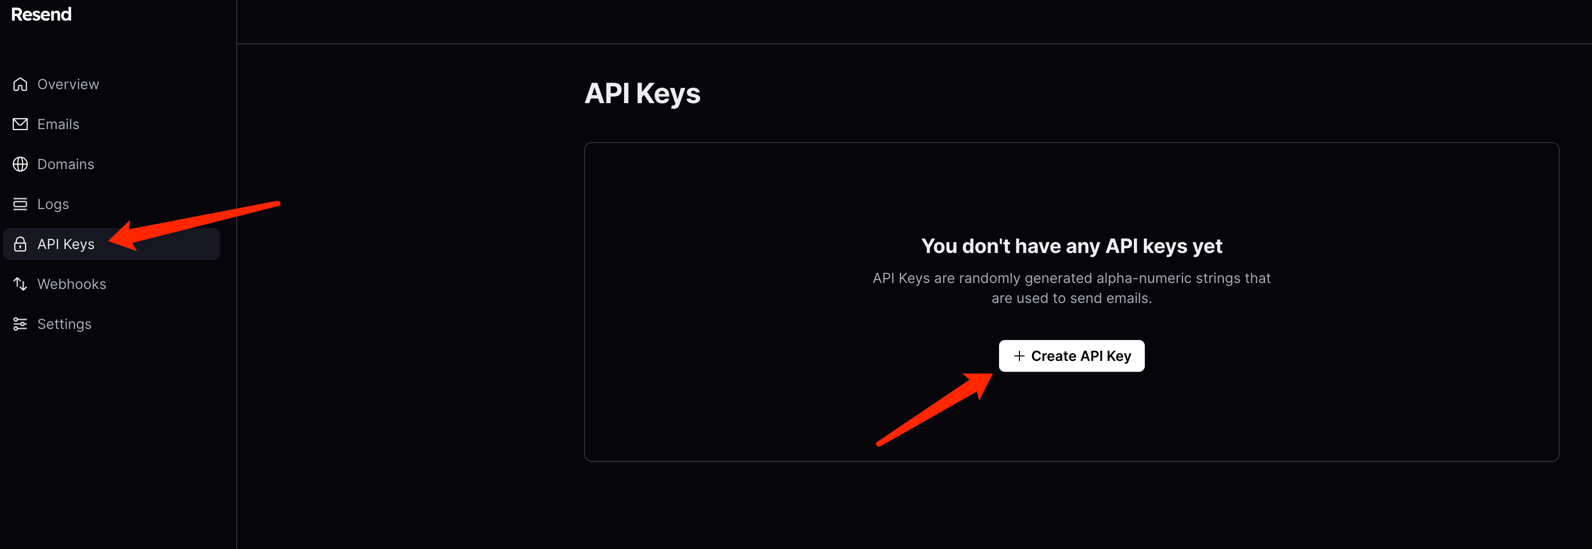 Resend
Overview
Emails
Domains
Logs
API Keys
Webhooks
Settings
API Keys
You don't have any API keys yet
API Keys are randomly generated alpha-numeric strings that
are used to send emails.
+ Create API Key